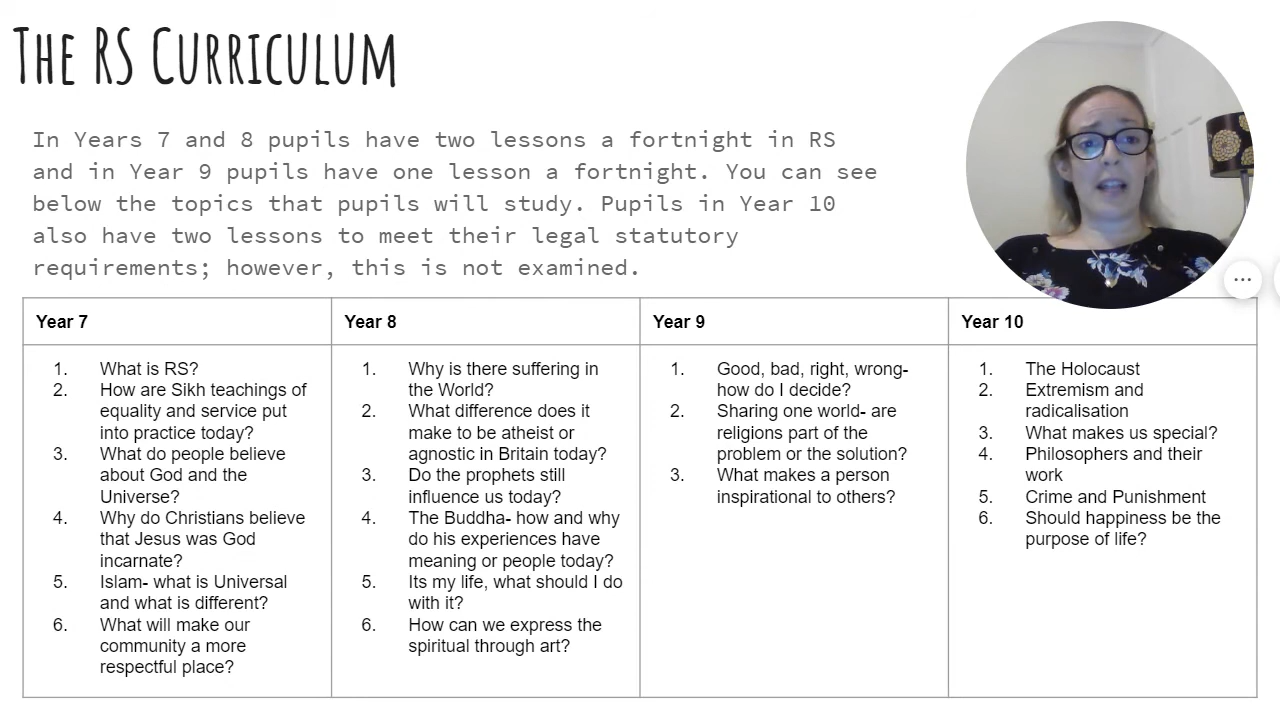 THE RS CURRICULUM
In Years 7 and 8 pupils have two lessons a fortnight in RS
and in Year 9 pupils have one lesson a fortnight. You can see
below the topics that pupils will study. Pupils in Year 10
also have two lessons to meet their legal statutory
requirements; however, this is not examined.
Year 7
1. What is RS?
2. How are Sikh teachings of
equality and service put
into practice today?
3. What do people believe
about God and the
Universe?
4. Why do Christians believe
that Jesus was God
incarnate?
5. Islam- what is Universal
and what is different?
6. What will make our
community a more
respectful place?
Year 8
1. Why is there suffering in
the World?
2. What difference does it
make to be atheist or
agnostic in Britain today?
3. Do the prophets still
influence us today?
4. The Buddha- how and why
do his experiences have
meaning or people today?
5. Its my life, what should I do
with it?
6. How can we express the
spiritual through art?
Year 9
1. Good, bad, right, wrong-
how do I decide?
2. Sharing one world- are
religions part of the
problem or the solution?
3. What makes a person
inspirational to others?
Year 10
1. The Holocaust
2. Extremism and
radicalisation
3. What makes us special?
4. Philosophers and their
work
5. Crime and Punishment
6. Should happiness be the
purpose of life?